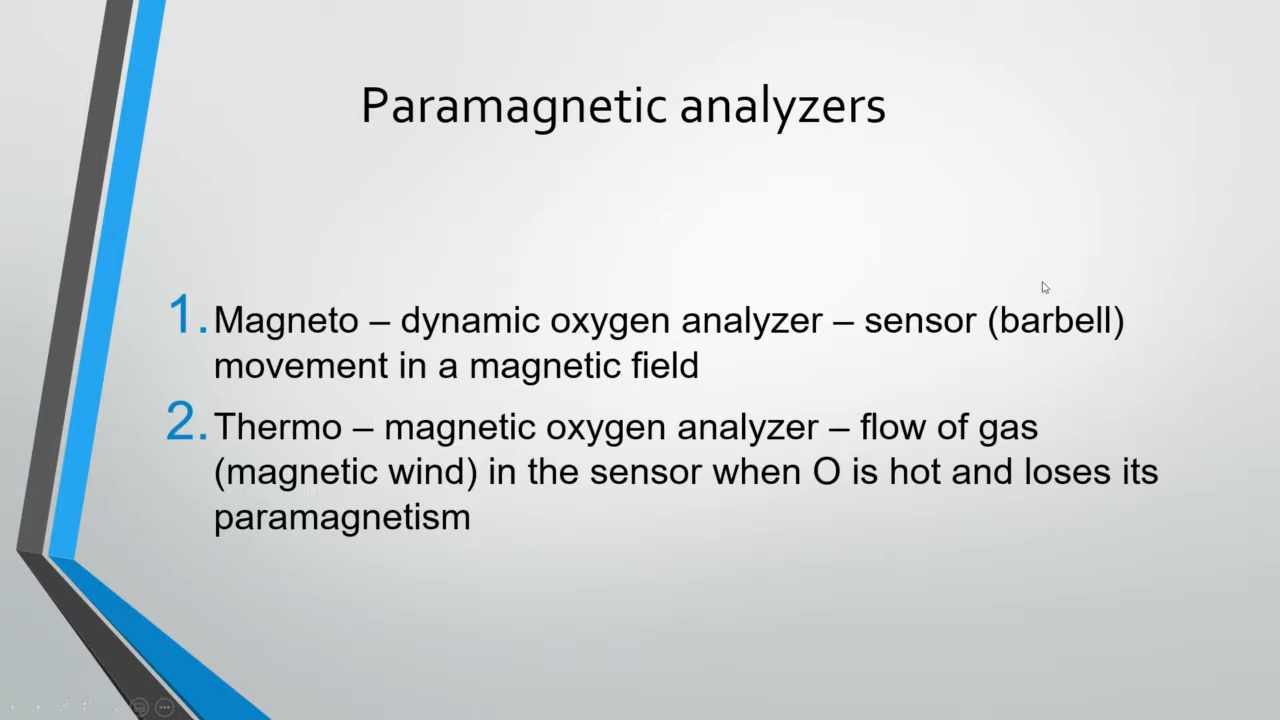 Paramagnetic analyzers
1. Magneto – dynamic oxygen analyzer – sensor (barbell)
movement in a magnetic field
2. Thermo – magnetic oxygen analyzer – flow of gas
(magnetic wind) in the sensor when O is hot and loses its
paramagnetism